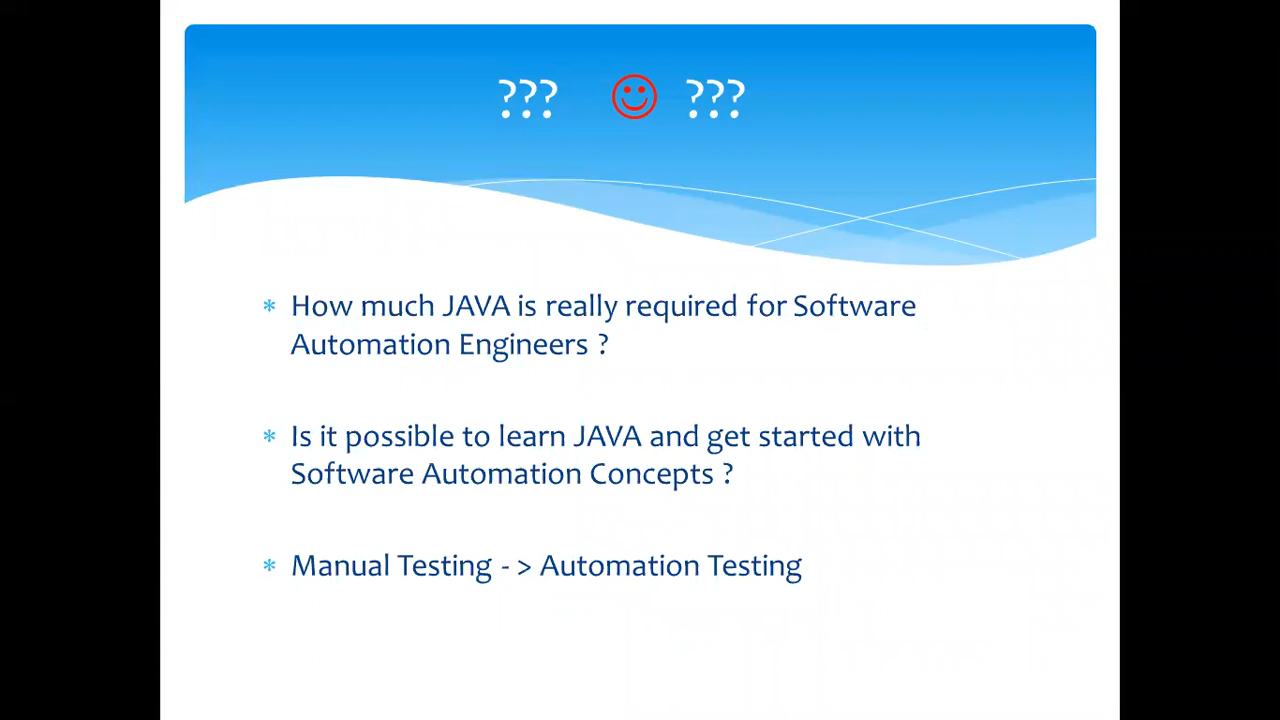 ??? ☺ ???
* How much JAVA is really required for Software
Automation Engineers ?
* Is it possible to learn JAVA and get started with
Software Automation Concepts ?
* Manual Testing - > Automation Testing